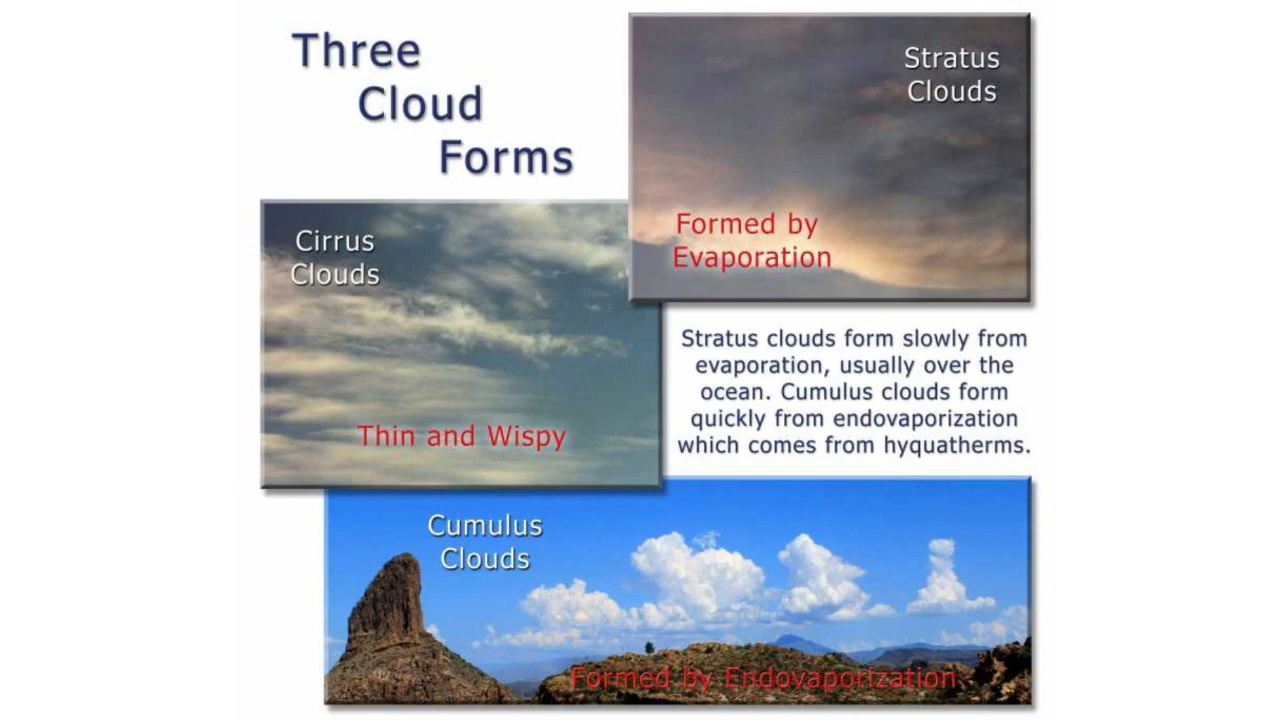 Three
Cloud
Forms
Stratus
Clouds
Formed by
Evaporation
Cirrus
Clouds
Thin and Wispy
Stratus clouds form slowly from
evaporation, usually over the
ocean. Cumulus clouds form
quickly from endovaporization
which comes from hyquatherms.
Cumulus
Clouds
Formed by Endovaporization